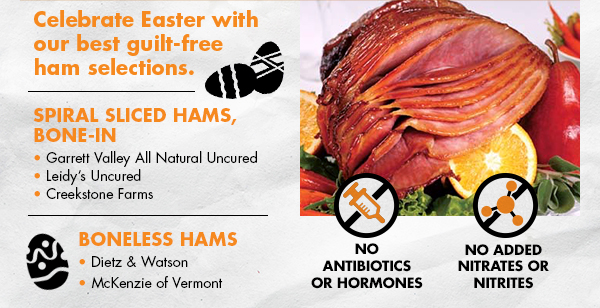 Celebrate Easter with
our best guilt-free
ham selections.
SPIRAL SLICED HAMS,
BONE-IN
• Garrett Valley All Natural Uncured
• Leidy's Uncured
• Creekstone Farms
BONELESS HAMS
• Dietz & Watson
• McKenzie of Vermont
NO
ANTIBIOTICS
OR HORMONES
NO ADDED
NITRATES OR
NITRITES